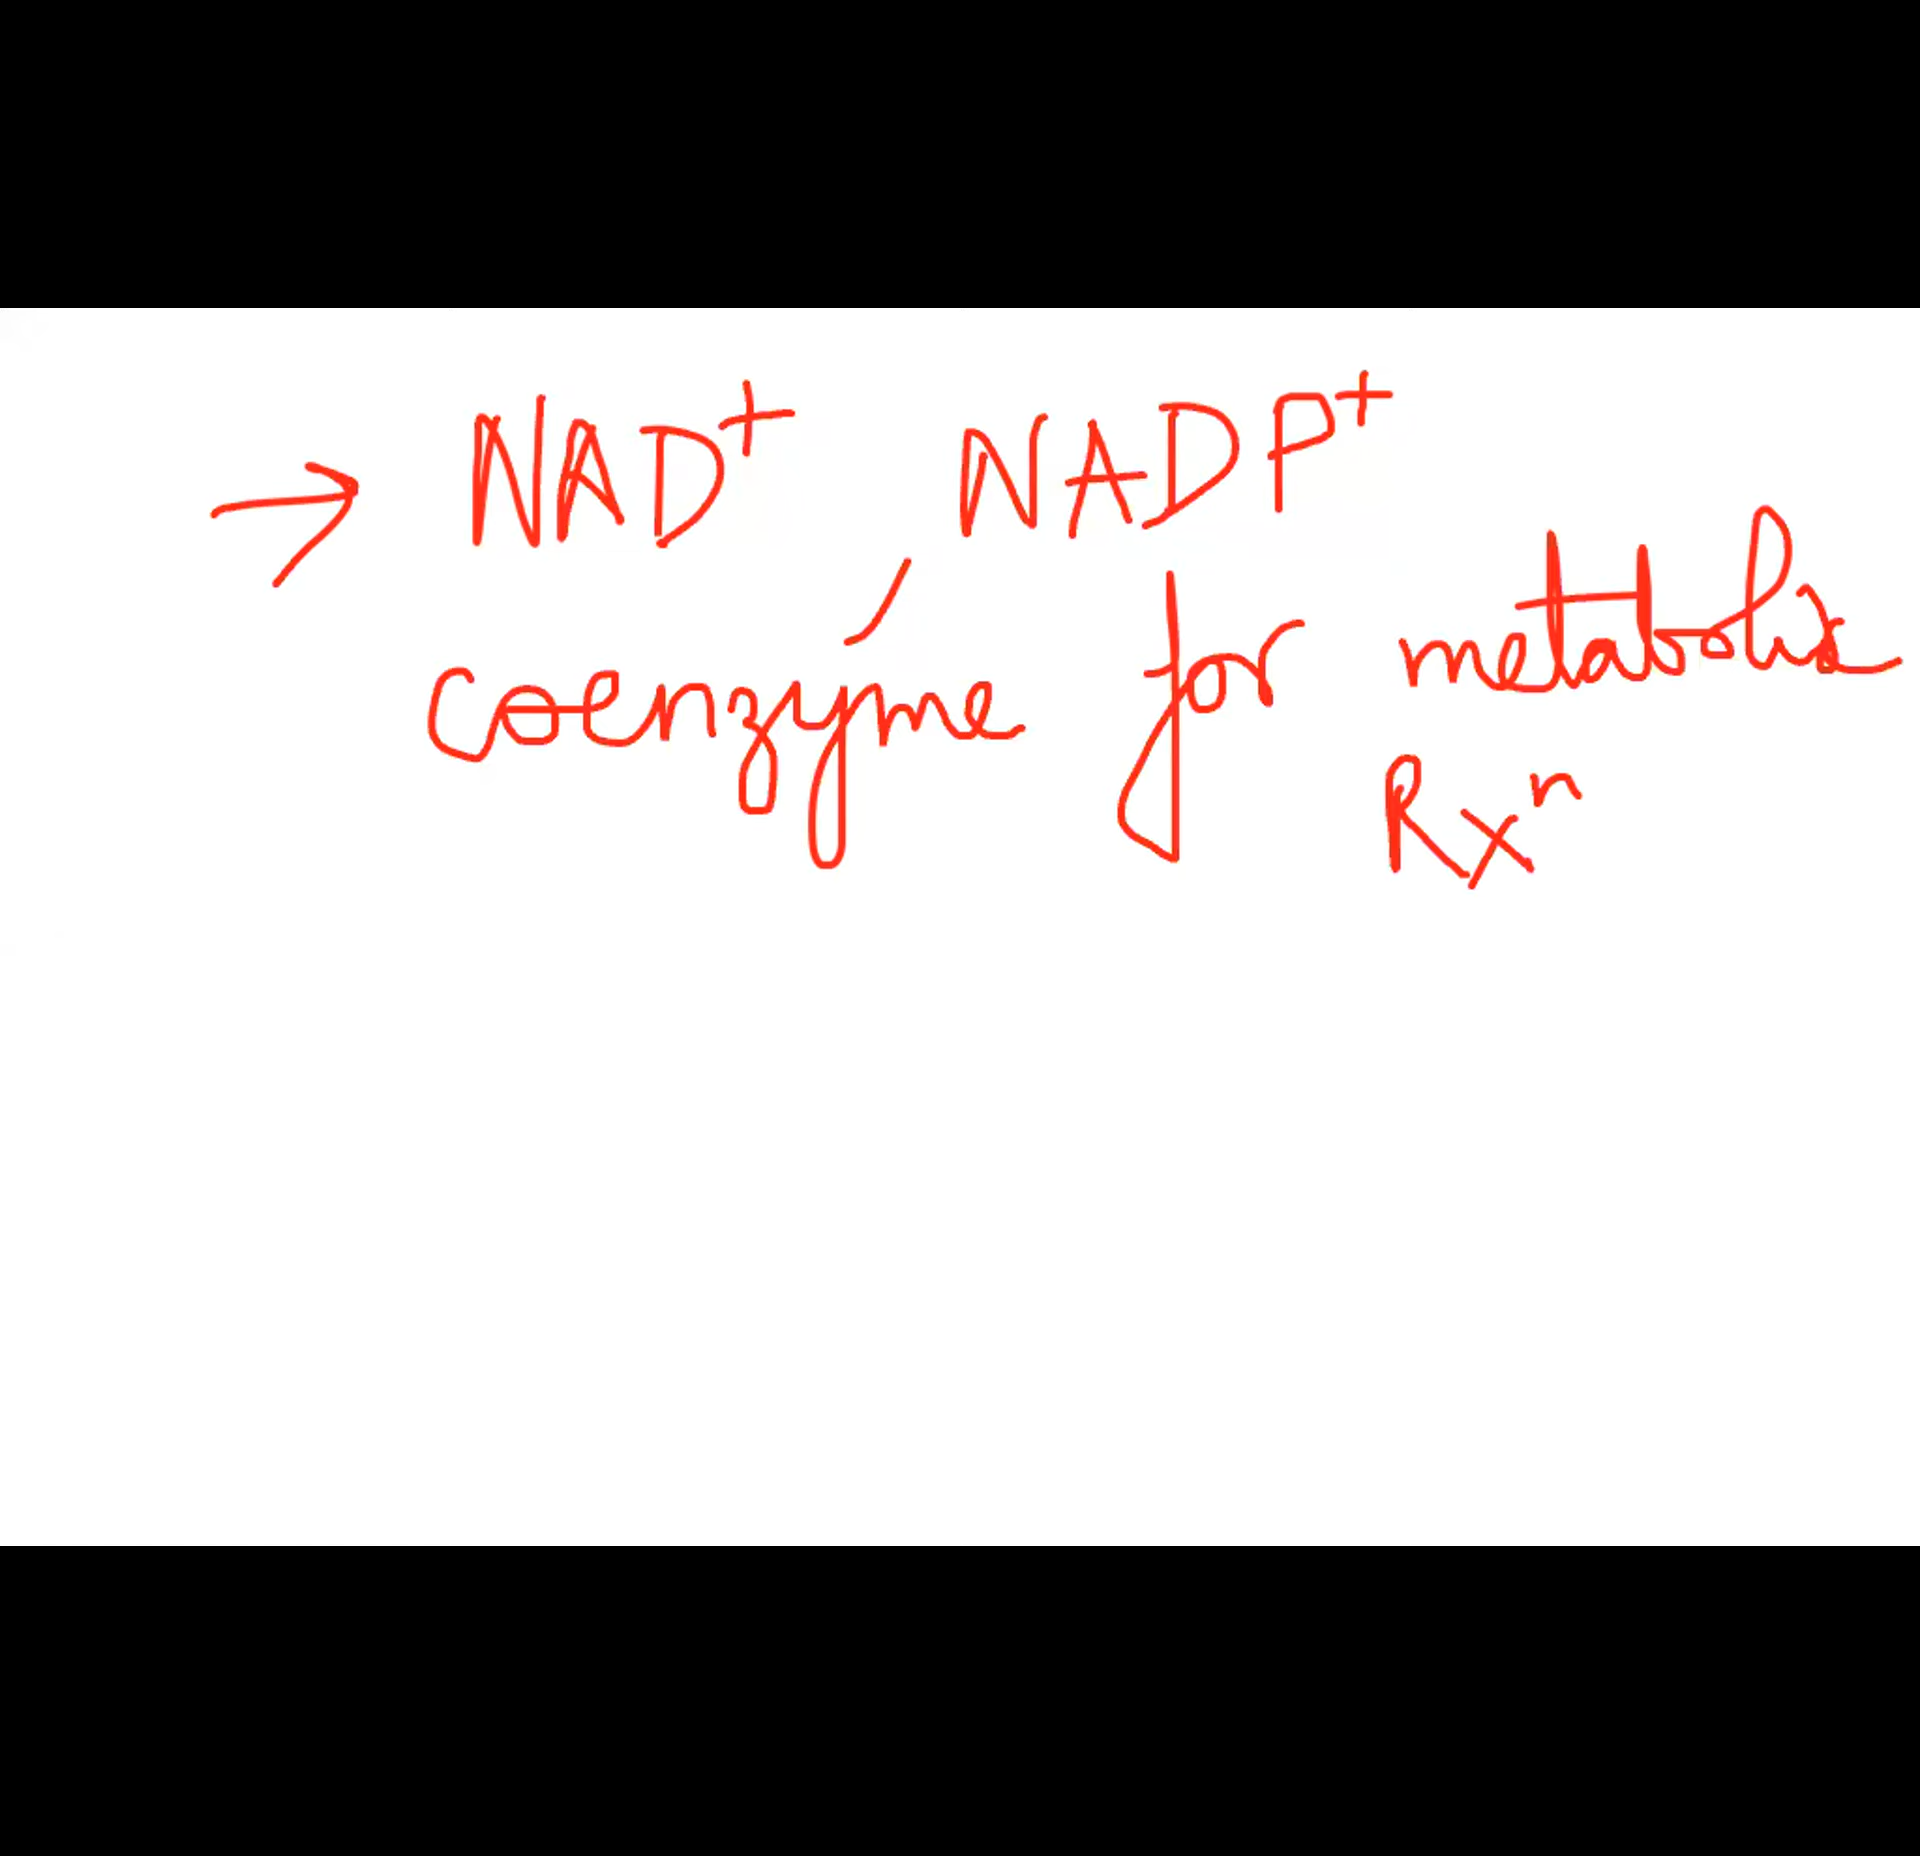 → NAD⁺, NADP⁺
coenzyme for metabolic
Rxⁿ